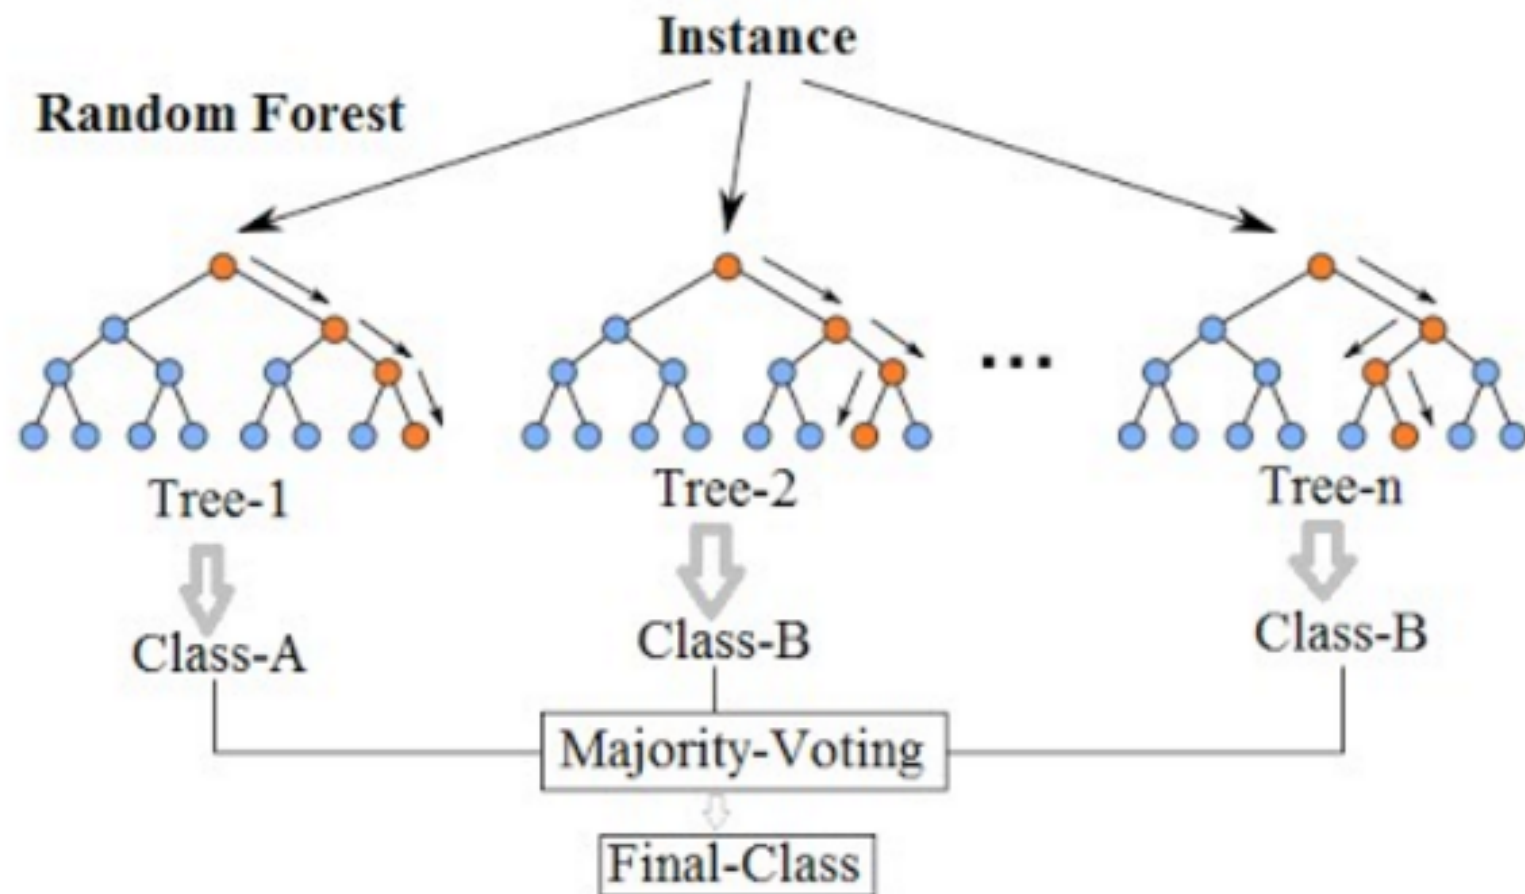 Instance
Random Forest
...
Tree-1
Tree-2
Tree-n
Class-A
Class-B
Class-B
Majority-Voting
Final-Class